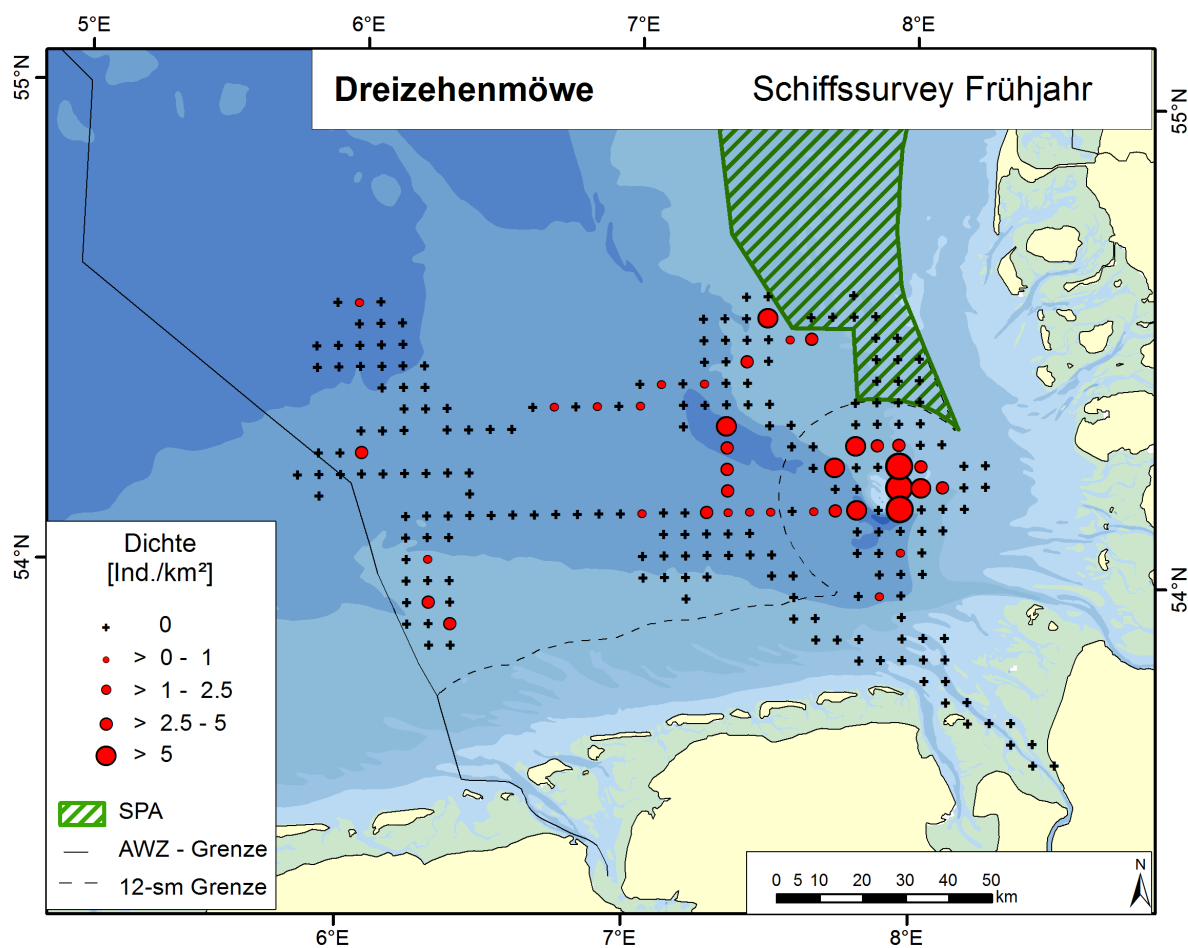 5°E 6°E 7°E 8°E
55°N
Dreizehenmöwe Schiffssurvey Frühjahr
55°N
54°N
54°N
Dichte
[Ind./km²]
0
> 0 - 1
> 1 - 2.5
> 2.5 - 5
> 5
SPA
AWZ - Grenze
12-sm Grenze
N
0 5 10 20 30 40 50
km
6°E 7°E 8°E